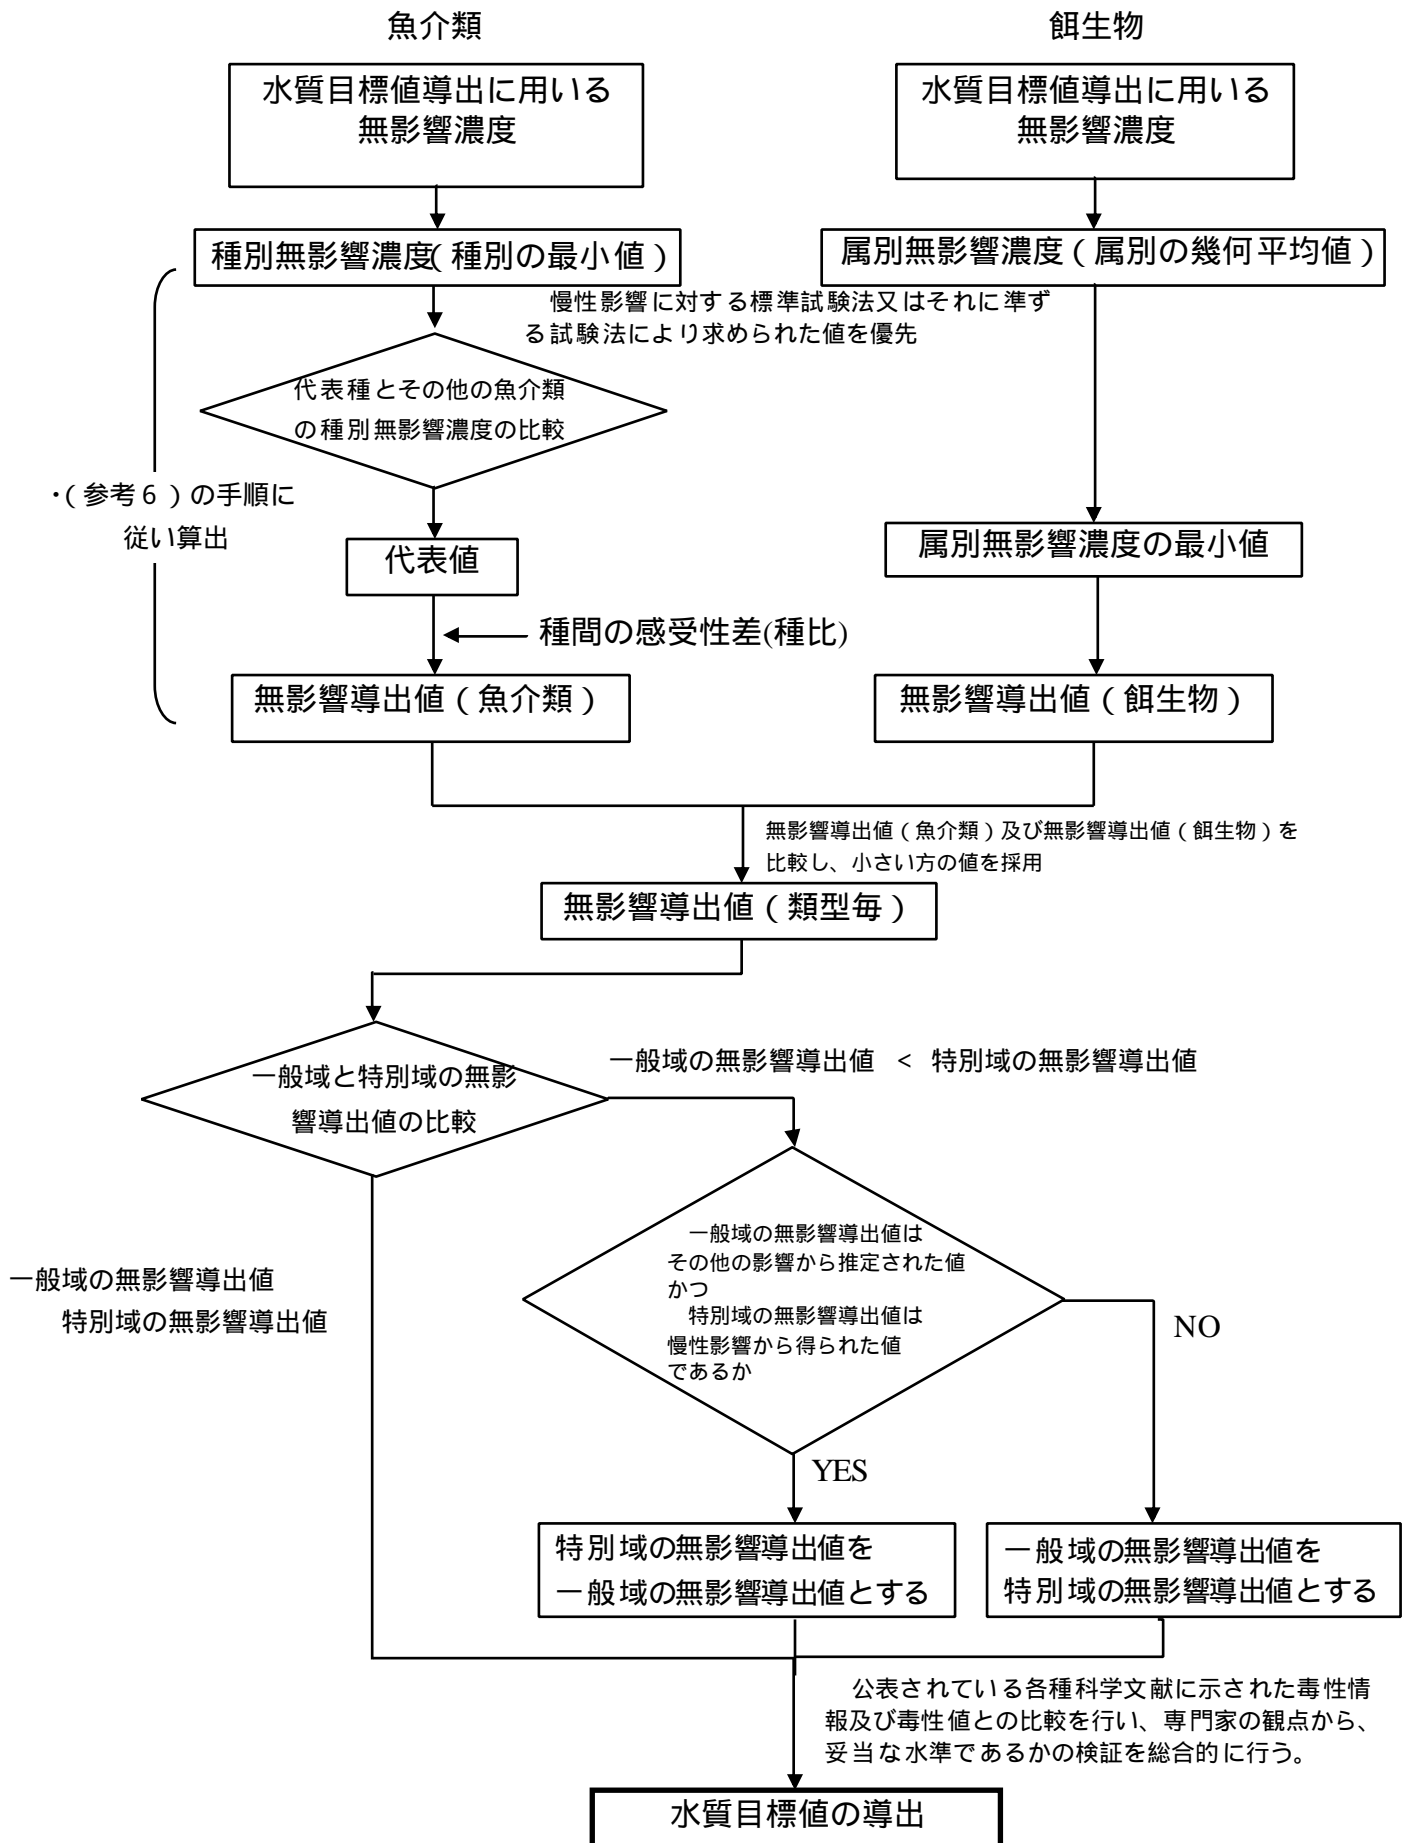 魚介類
餌生物
水質目標値導出に用いる
無影響濃度
水質目標値導出に用いる
無影響濃度
種別無影響濃度(種別の最小値)
属別無影響濃度(属別の幾何平均値)
慢性影響に対する標準試験法又はそれに準ず
る試験法により求められた値を優先
代表種とその他の魚介類
の種別無影響濃度の比較
・(参考6)の手順に
従い算出
代表値
属別無影響濃度の最小値
種間の感受性差(種比)
無影響導出値(魚介類)
無影響導出値(餌生物)
無影響導出値(魚介類)及び無影響導出値(餌生物)を
比較し、小さい方の値を採用
無影響導出値(類型毎)
一般域の無影響導出値 < 特別域の無影響導出値
一般域と特別域の無影
響導出値の比較
一般域の無影響導出値は
その他の影響から推定された値
かつ
特別域の無影響導出値は
慢性影響から得られた値
であるか
一般域の無影響導出値
特別域の無影響導出値
NO
YES
特別域の無影響導出値を
一般域の無影響導出値とする
一般域の無影響導出値を
特別域の無影響導出値とする
公表されている各種科学文献に示された毒性情
報及び毒性値との比較を行い、専門家の観点から、
妥当な水準であるかの検証を総合的に行う。
水質目標値の導出